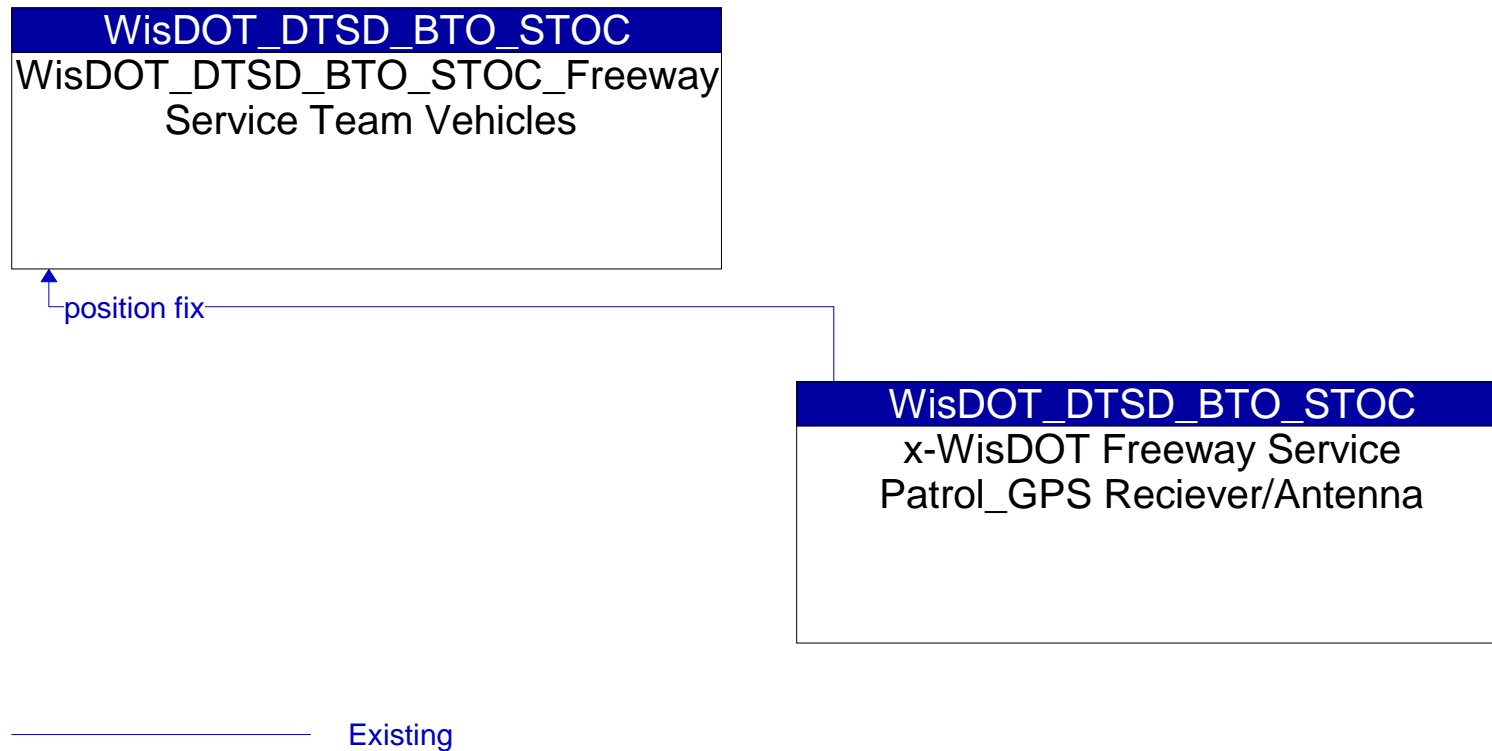 WisDOT_DTSD_BTO_STOC
WisDOT_DTSD_BTO_STOC_Freeway
Service Team Vehicles
position fix
WisDOT_DTSD_BTO_STOC
x-WisDOT Freeway Service
Patrol_GPS Reciever/Antenna
Existing